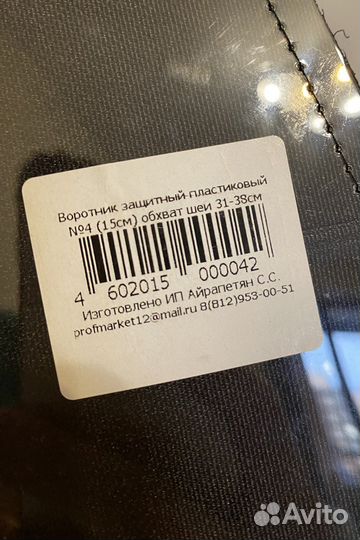 Воротник защитный пластиковый
№4 (15см) обхват шеи 31-38см
4 602015 000042
Изготовлено ИП Айрапетян С.С.
profmarket12@mail.ru 8(812)953-00-51
Avito